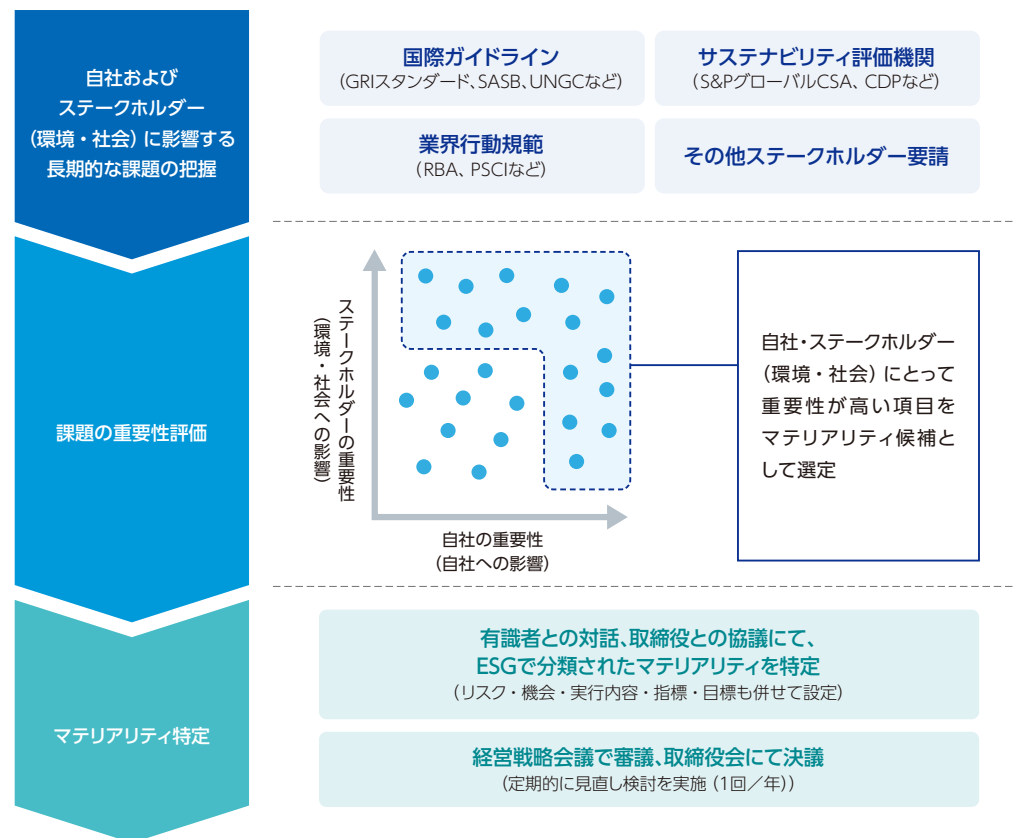 自社および
ステークホルダー
（環境・社会）に影響する
長期的な課題の把握
国際ガイドライン
（GRIスタンダード、SASB、UNGCなど）
サステナビリティ評価機関
（S&PグローバルCSA、CDPなど）
業界行動規範
（RBA、PSCIなど）
その他ステークホルダー要請
課題の重要性評価
ステークホルダーの重要性
（環境・社会への影響）
自社の重要性
（自社への影響）
自社・ステークホルダー
（環境・社会）にとって
重要性が高い項目を
マテリアリティ候補と
して選定
マテリアリティ特定
有識者との対話、取締役との協議にて、
ESGで分類されたマテリアリティを特定
（リスク・機会・実行内容・指標・目標も併せて設定）
経営戦略会議で審議、取締役会にて決議
（定期的に見直し検討を実施（1回／年））